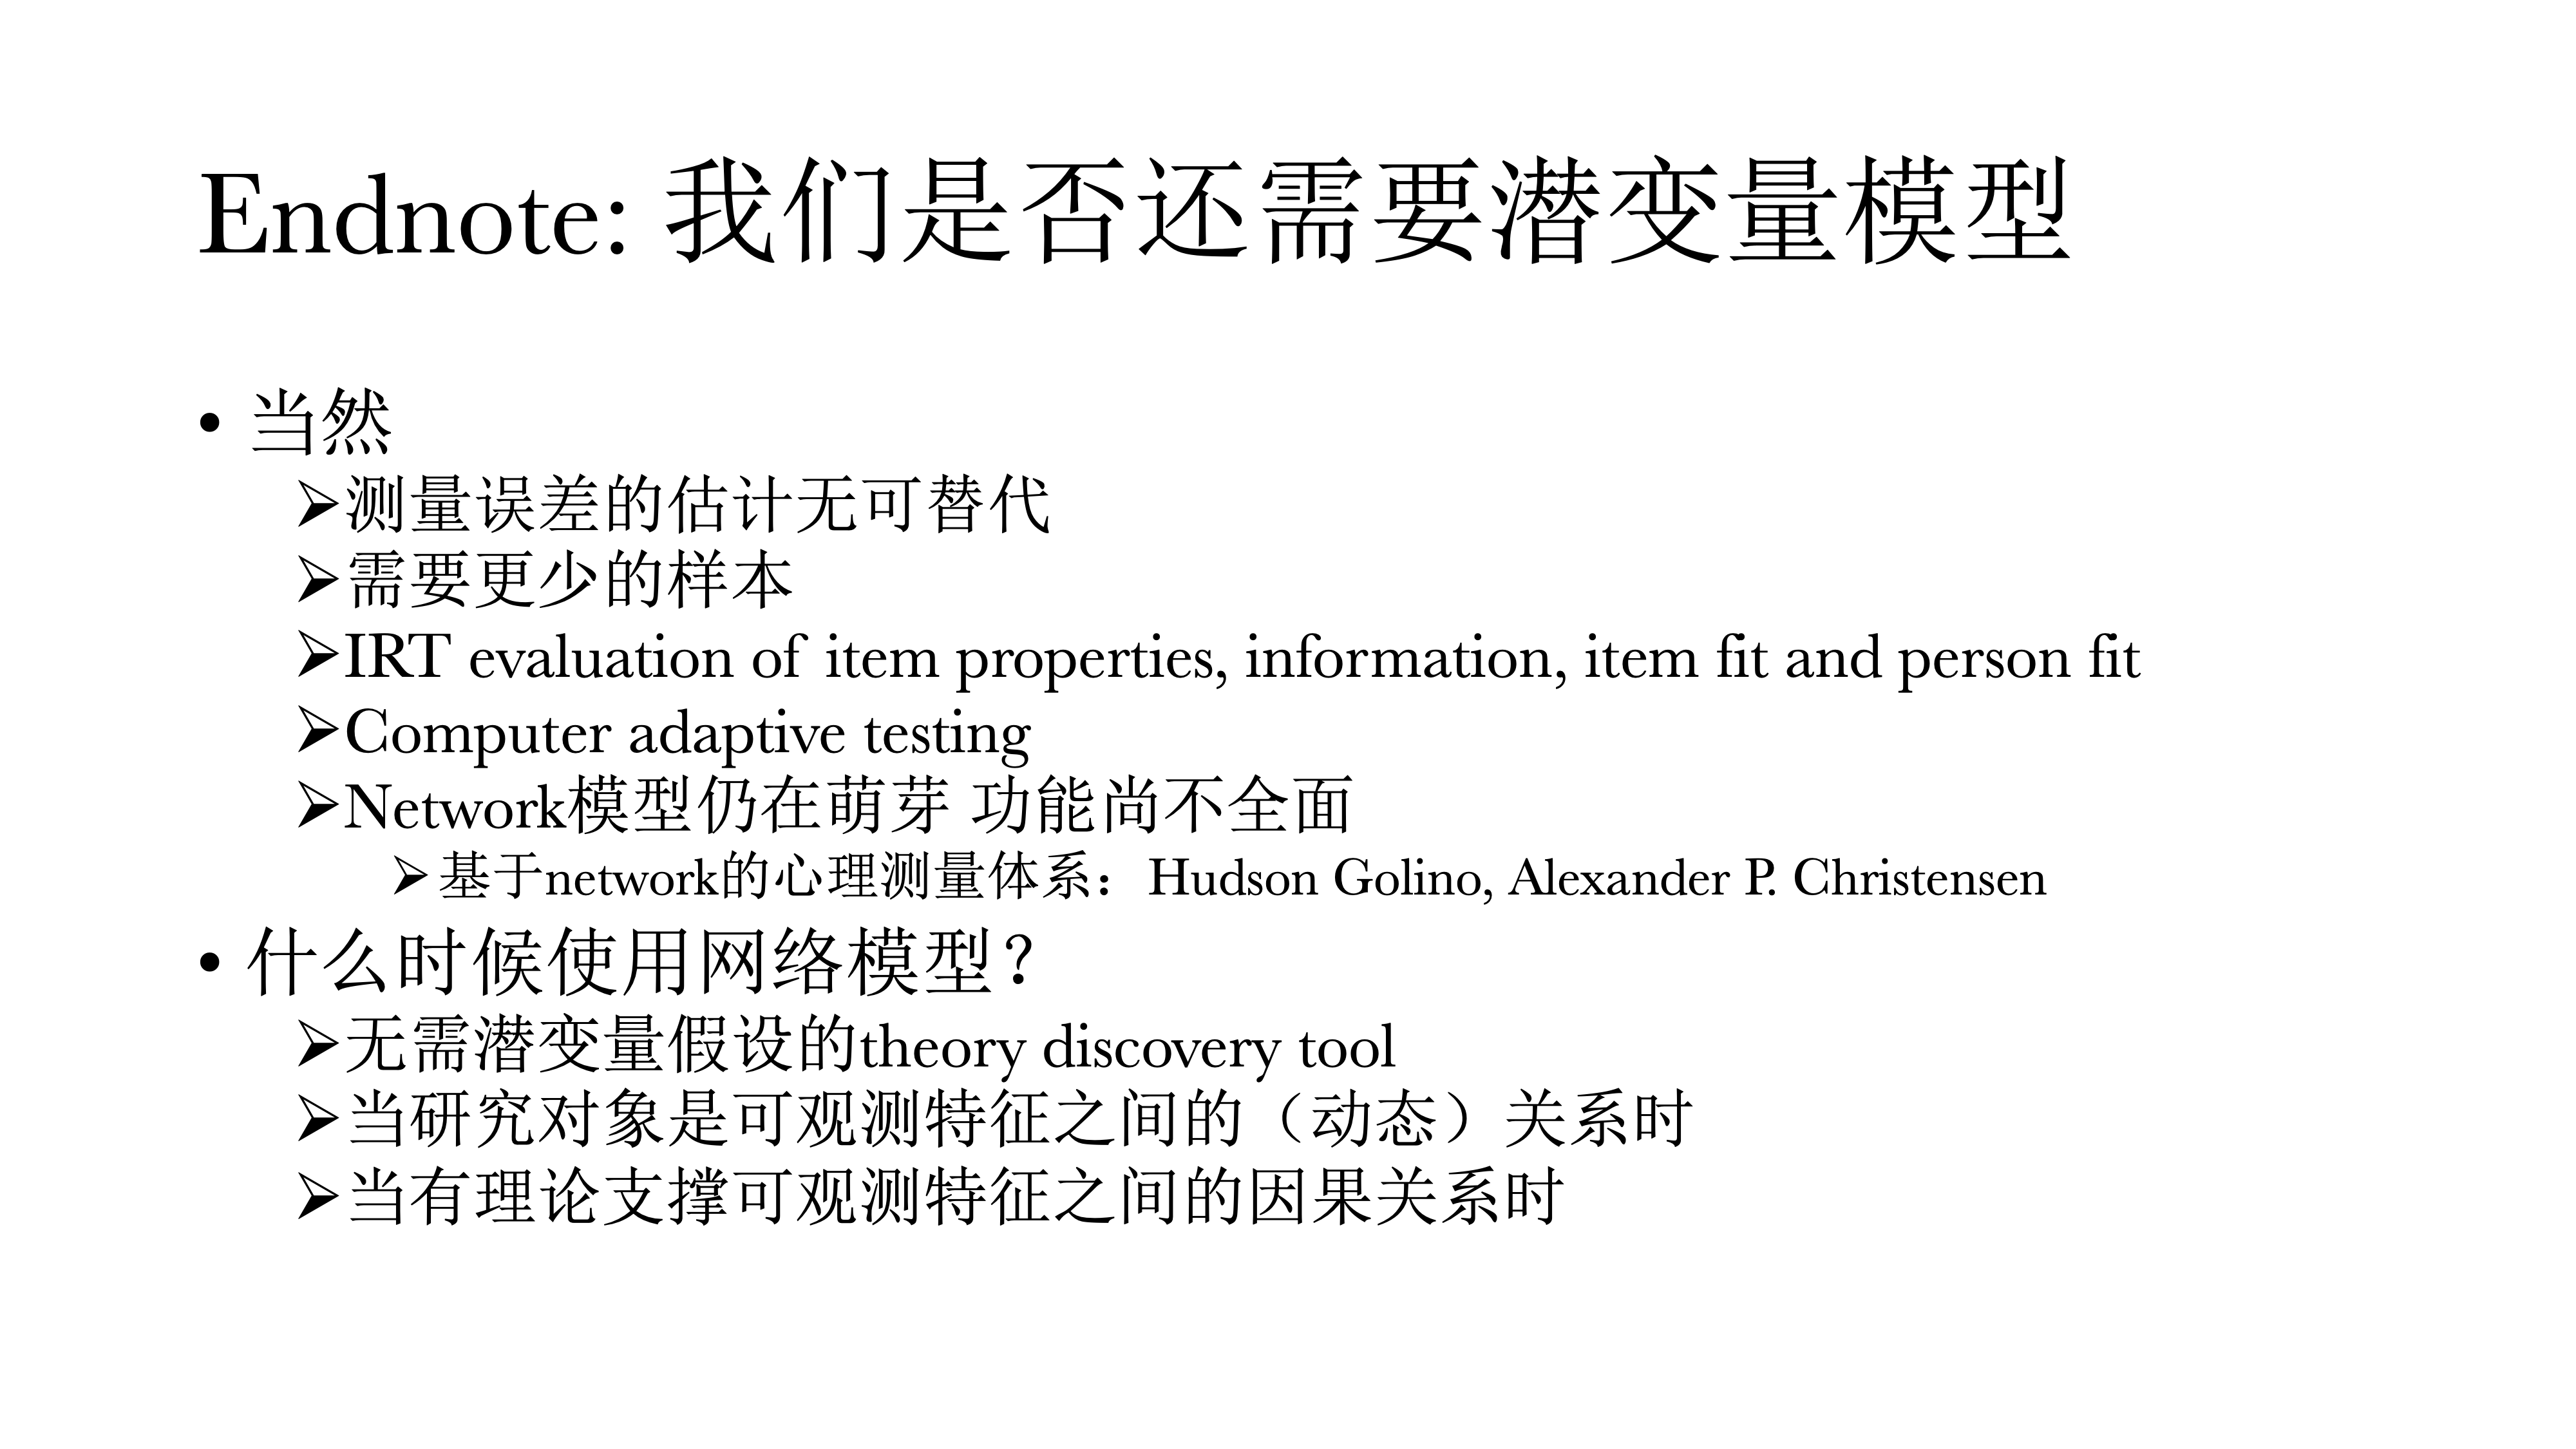 Endnote: 我们是否还需要潜变量模型
• 当然
➢测量误差的估计无可替代
➢需要更少的样本
➢IRT evaluation of item properties, information, item fit and person fit
➢Computer adaptive testing
➢Network模型仍在萌芽 功能尚不全面
➢基于network的心理测量体系：Hudson Golino, Alexander P. Christensen
• 什么时候使用网络模型？
➢无需潜变量假设的theory discovery tool
➢当研究对象是可观测特征之间的（动态）关系时
➢当有理论支撑可观测特征之间的因果关系时